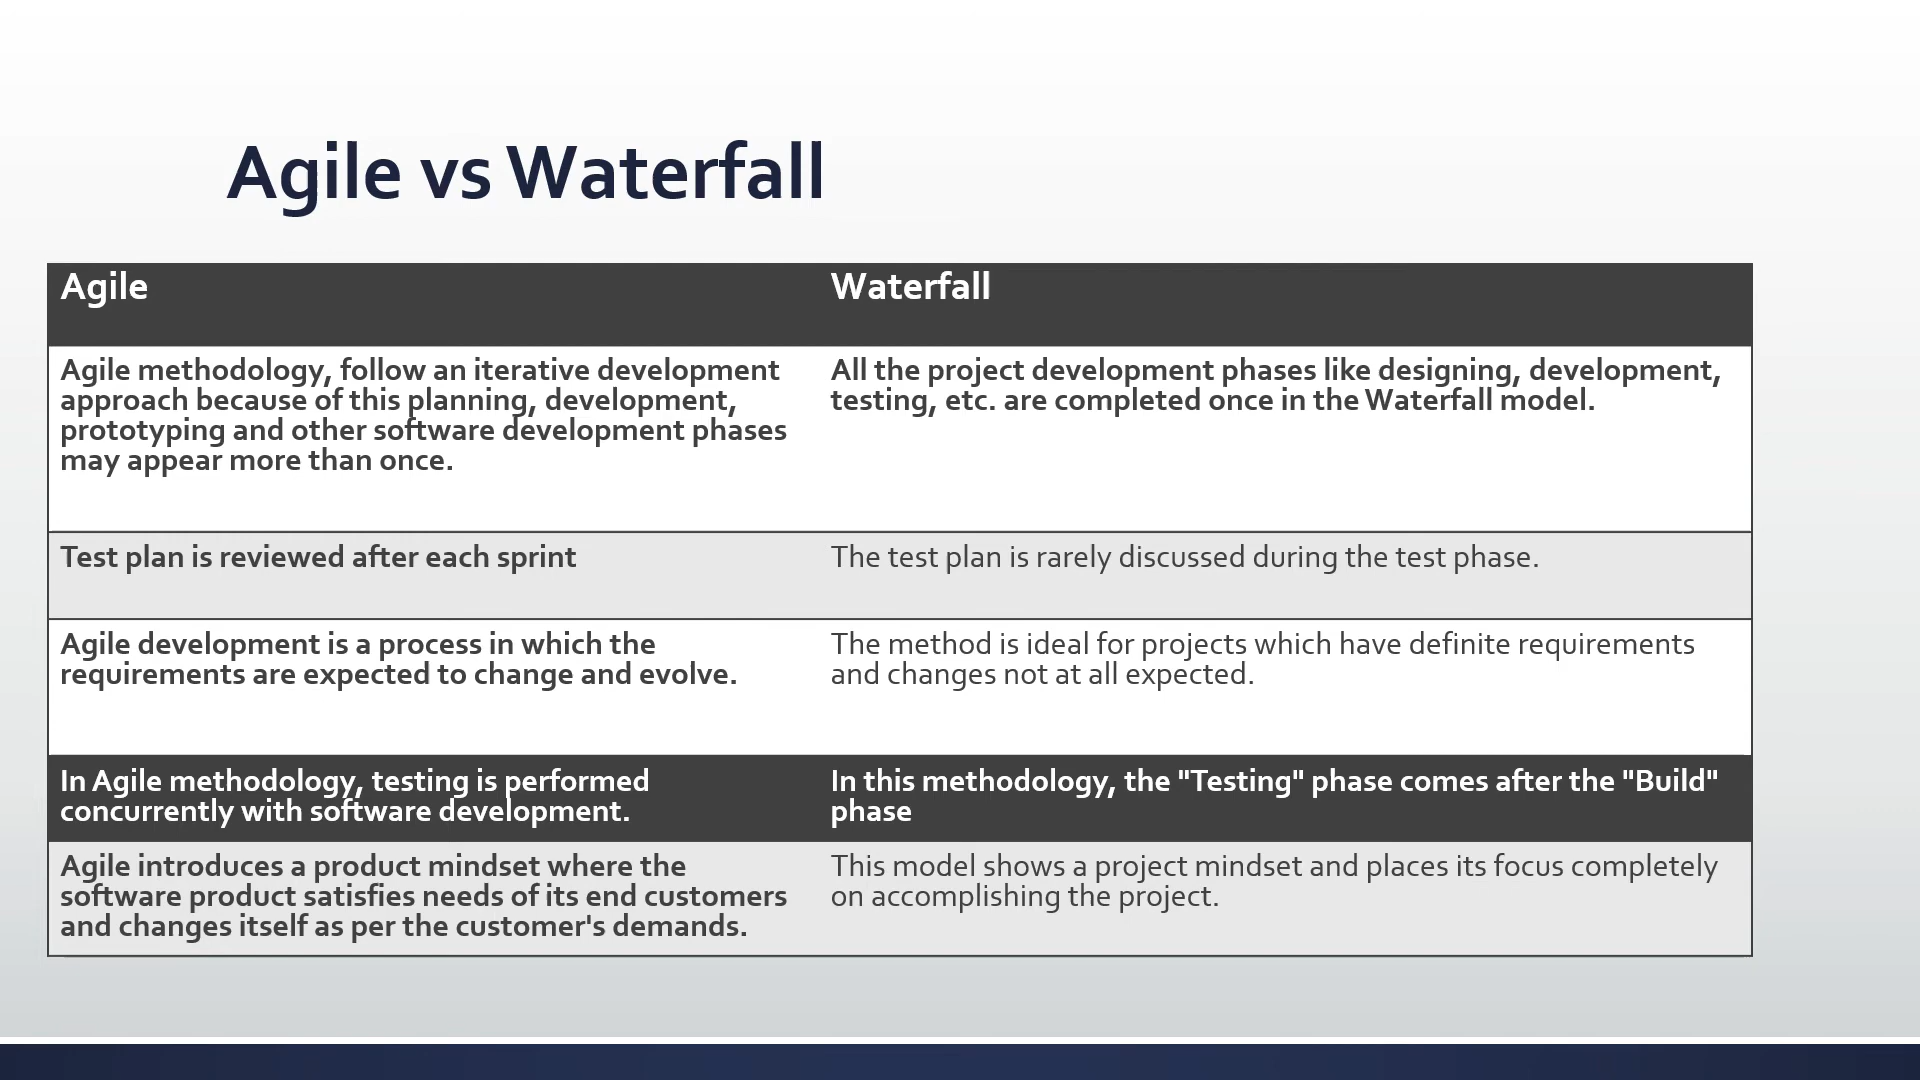 Agile vs Waterfall
Agile
Waterfall
Agile methodology, follow an iterative development
approach because of this planning, development,
prototyping and other software development phases
may appear more than once.
All the project development phases like designing, development,
testing, etc. are completed once in the Waterfall model.
Test plan is reviewed after each sprint
The test plan is rarely discussed during the test phase.
Agile development is a process in which the
requirements are expected to change and evolve.
The method is ideal for projects which have definite requirements
and changes not at all expected.
In Agile methodology, testing is performed
concurrently with software development.
In this methodology, the "Testing" phase comes after the "Build"
phase
Agile introduces a product mindset where the
software product satisfies needs of its end customers
and changes itself as per the customer's demands.
This model shows a project mindset and places its focus completely
on accomplishing the project.